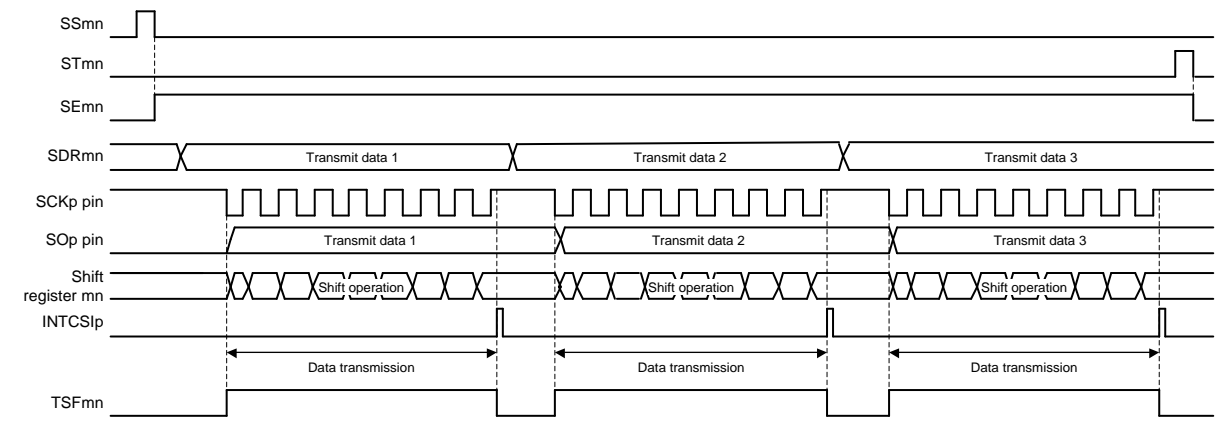 SSmn
STmn
SEmn
SDRmn Transmit data 1 Transmit data 2 Transmit data 3
SCKp pin
SOp pin Transmit data 1 Transmit data 2 Transmit data 3
Shift
register mn Shift operation Shift operation Shift operation
INTCSIp
Data transmission Data transmission Data transmission
TSFmn